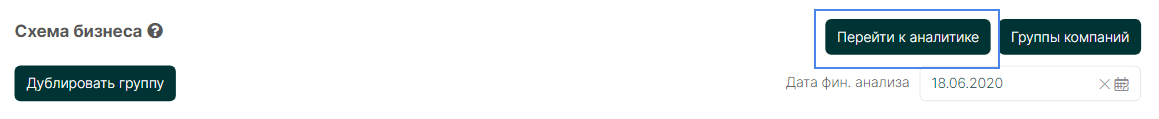 Схема бизнеса
Перейти к аналитике
Группы компаний
Дублировать группу
Дата фин. анализа
18.06.2020